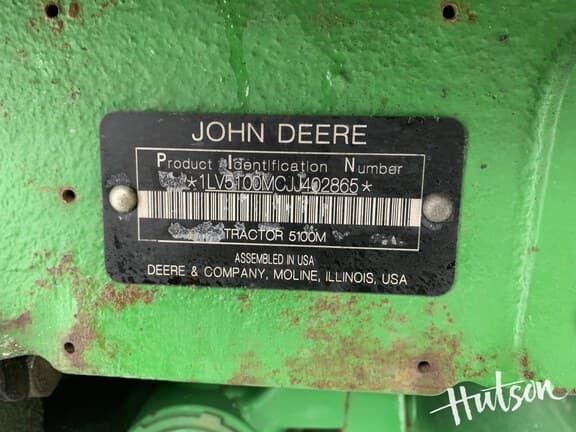 JOHN DEERE
Product Identification Number
*1LV5100MCJJ402865*
TRACTOR 5100M
ASSEMBLED IN USA
DEERE & COMPANY, MOLINE, ILLINOIS, USA
Hutson